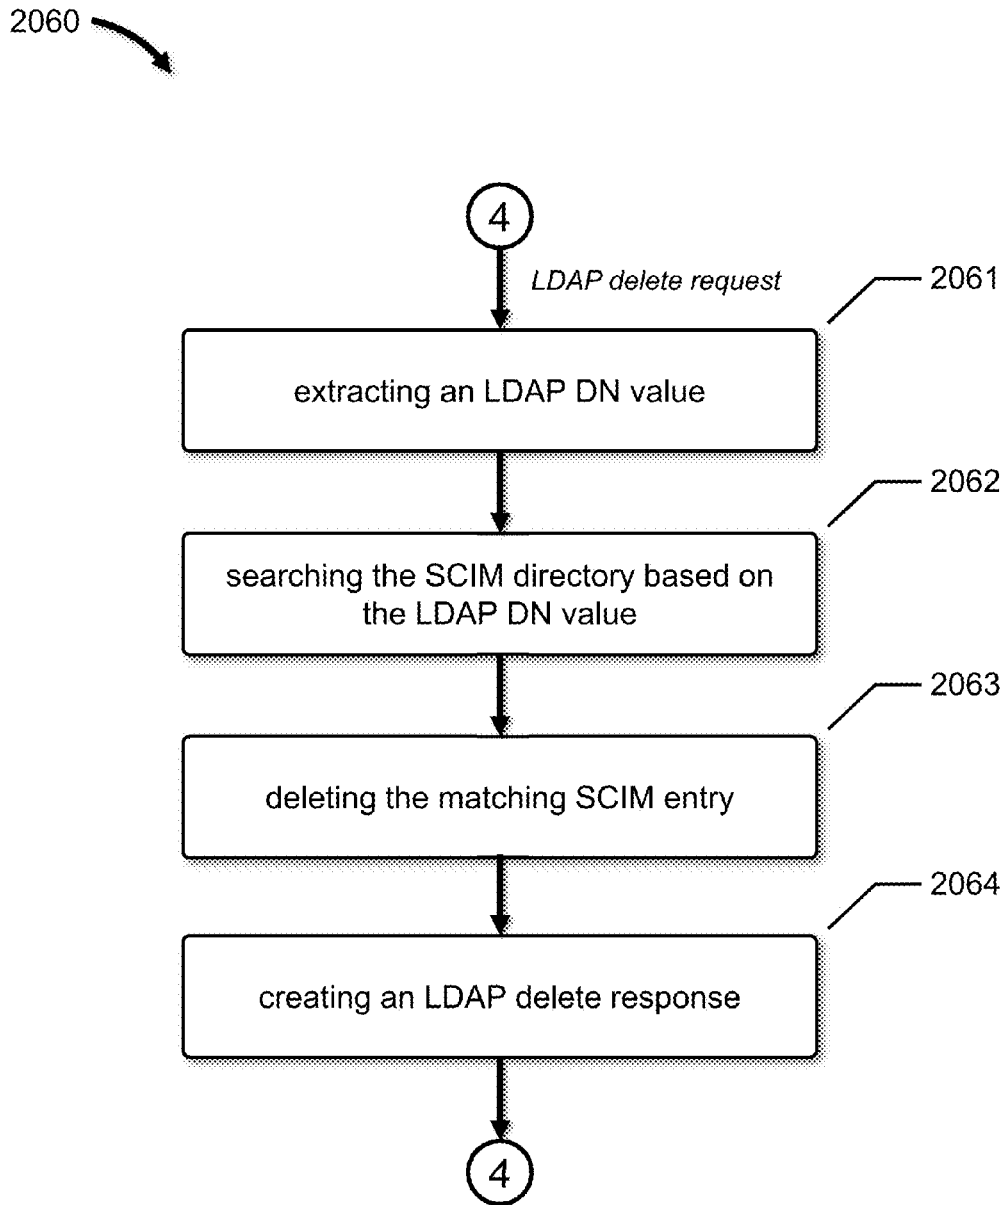 2060
4
LDAP delete request
2061
extracting an LDAP DN value
2062
searching the SCIM directory based on
the LDAP DN value
2063
deleting the matching SCIM entry
2064
creating an LDAP delete response
4